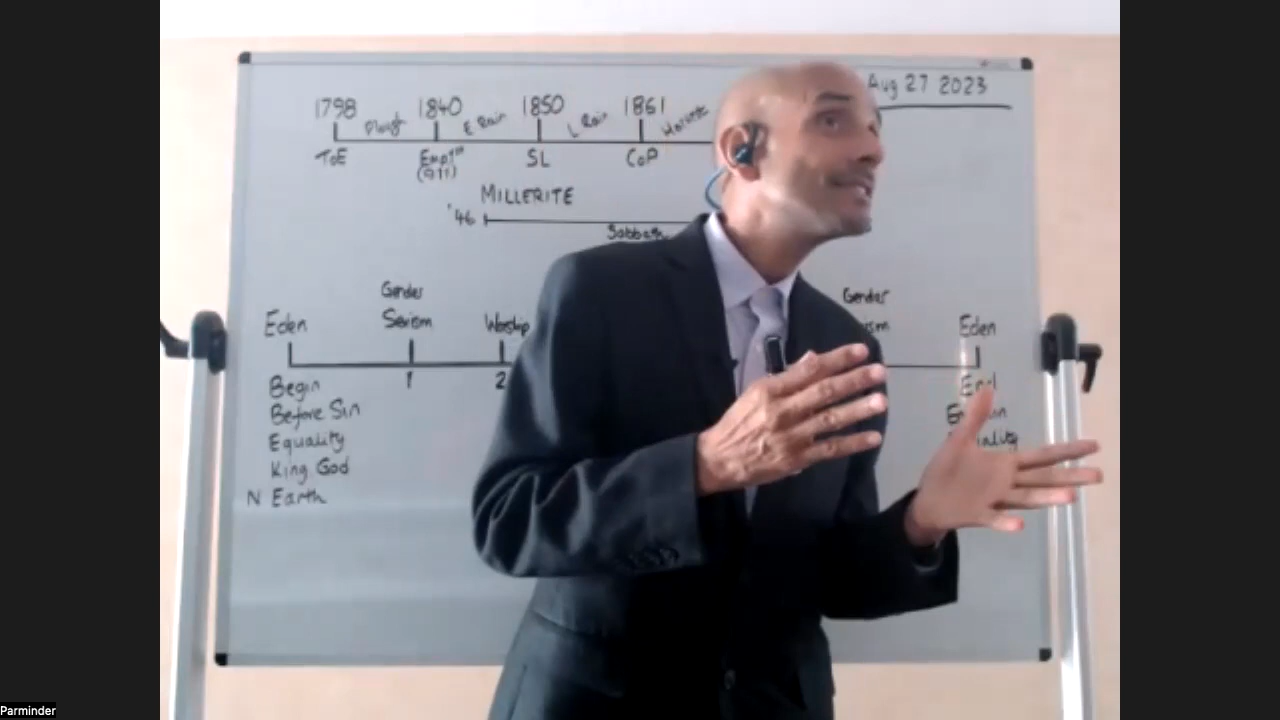 Aug 27 2023
1798 1840 1850 1861
Plough E Rain L Rain Harvest
ToE SL CoP
(911)
MILLERITE
'46
Sabbath
Gender Gender
Eden Sexism Worship Eden
1 2
Begin End
Before Sin
Equality
King God
N Earth
Parminder